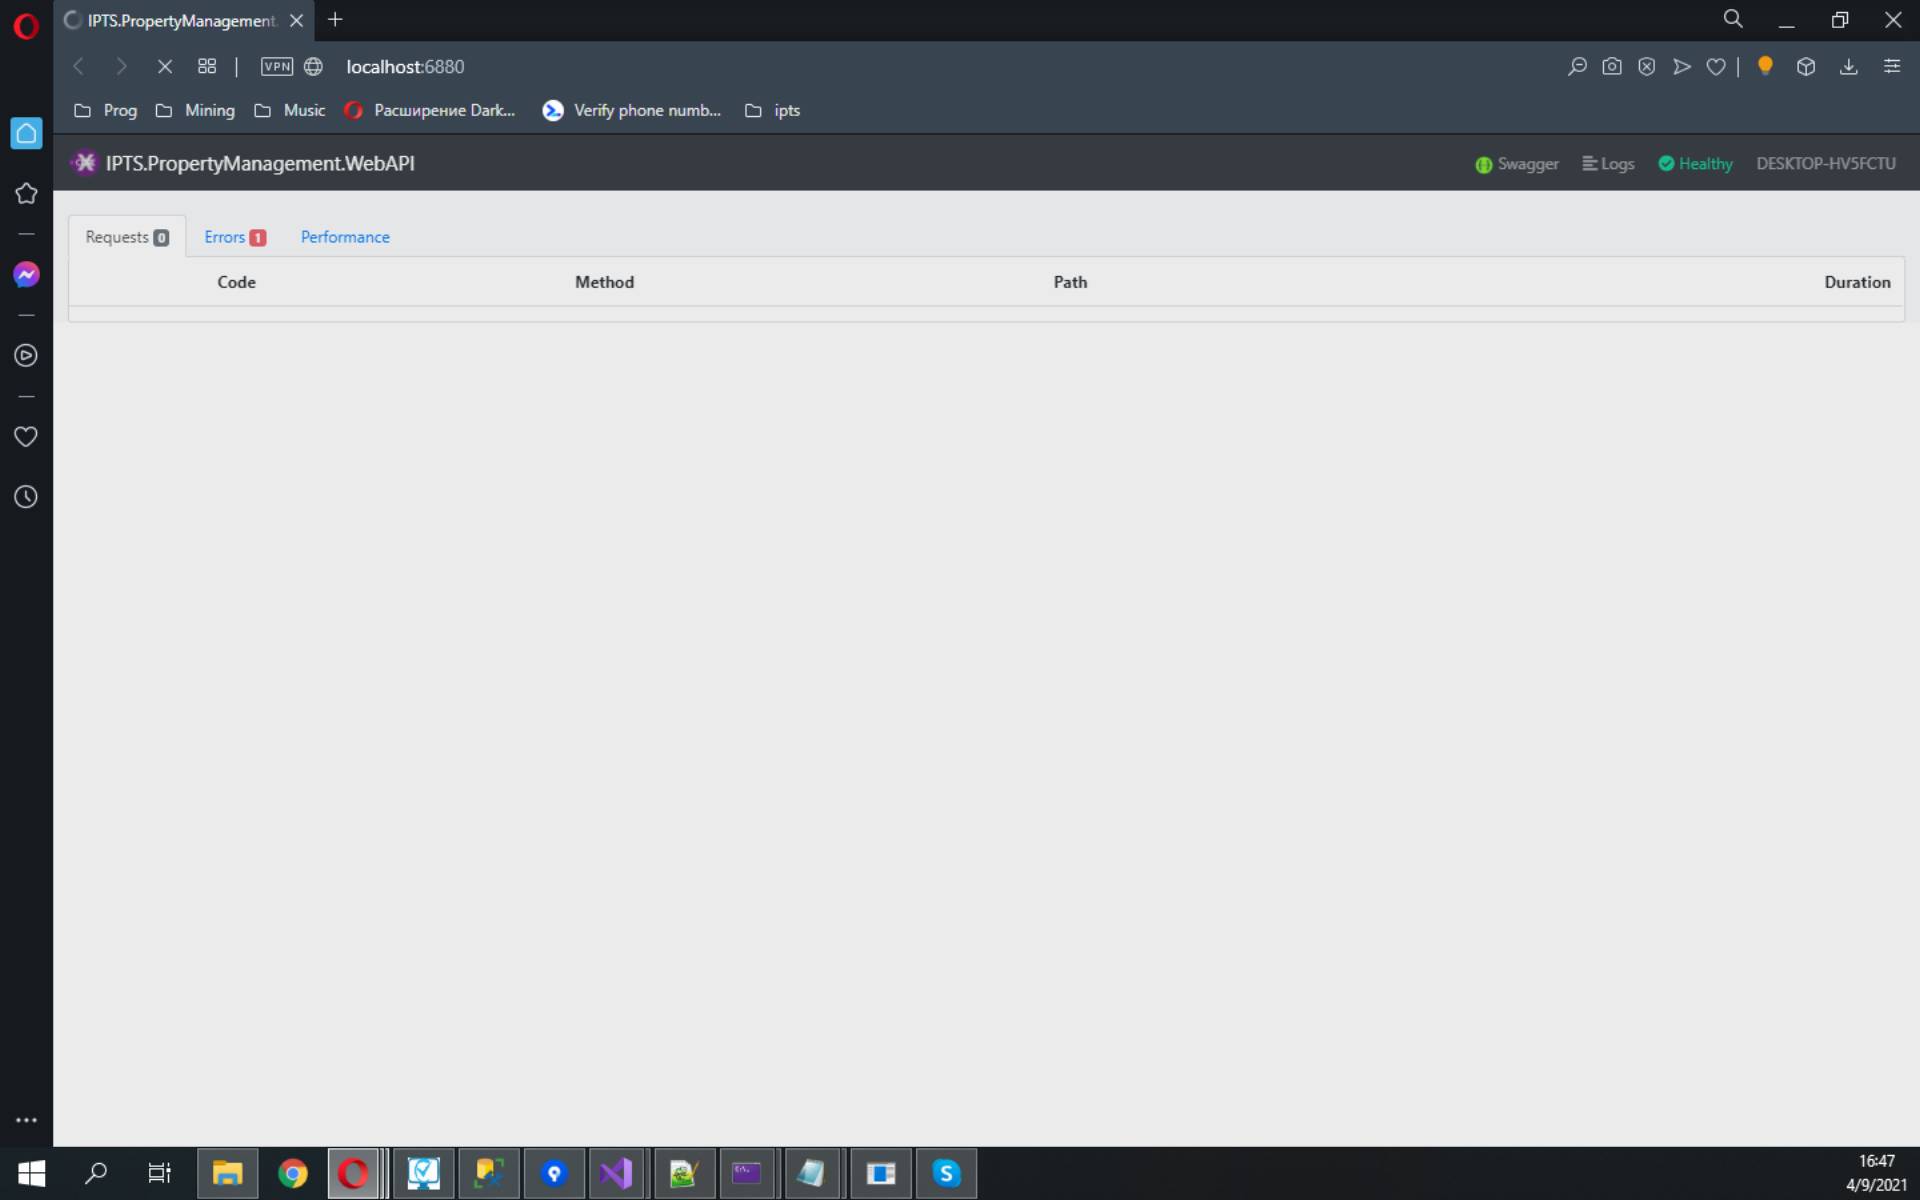 IPTS.PropertyManagement.
VPN
localhost:6880
Prog Mining Music Расширение Dark... Verify phone numb... ipts
IPTS.PropertyManagement.WebAPI
Swagger Logs Healthy DESKTOP-HV5FCTU
Requests 0 Errors 1 Performance
Code Method Path Duration
16:47
4/9/2021